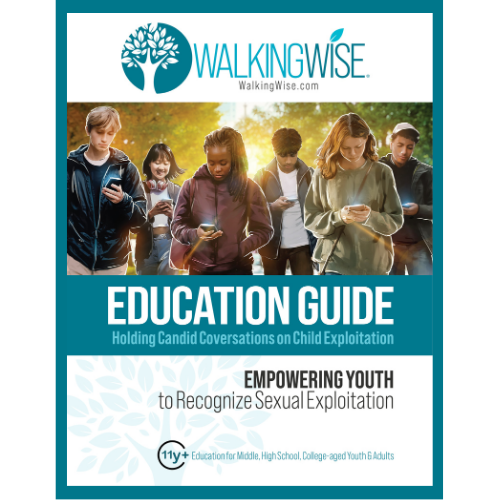 WALKINGWISE®
WalkingWise.com
EDUCATION GUIDE
Holding Candid Coversations on Child Exploitation
EMPOWERING YOUTH
to Recognize Sexual Exploitation
11y+ Education for Middle, High School, College-aged Youth & Adults